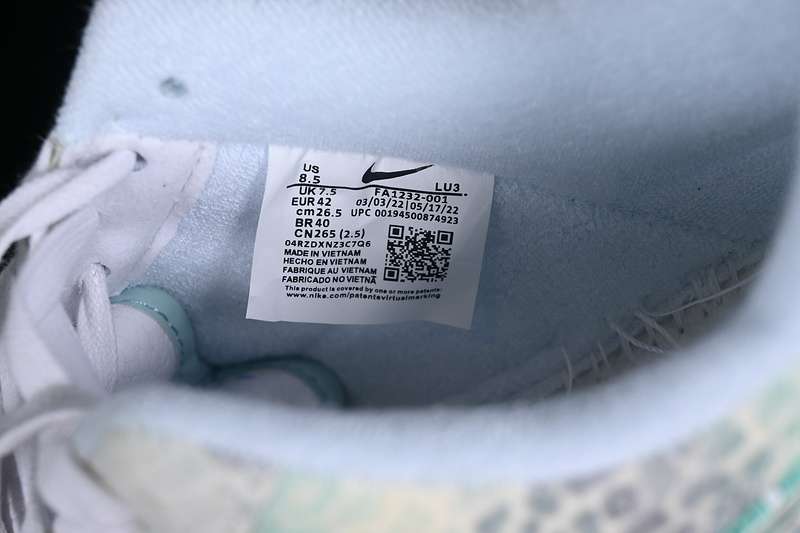 US
8.5
LU3
UK 7.5 FA1232-001
EUR 42 03/03/22|05/17/22
cm 26.5 UPC 00194500874923
BR 40
CN 265 (2.5)
04RZDXNZ3C7Q6
MADE IN VIETNAM
HECHO EN VIETNAM
FABRIQUE AU VIETNAM
FABRICADO NO VIETNÃ
This product is covered by one or more patents:
www.nike.com/patentsvirtualmarking